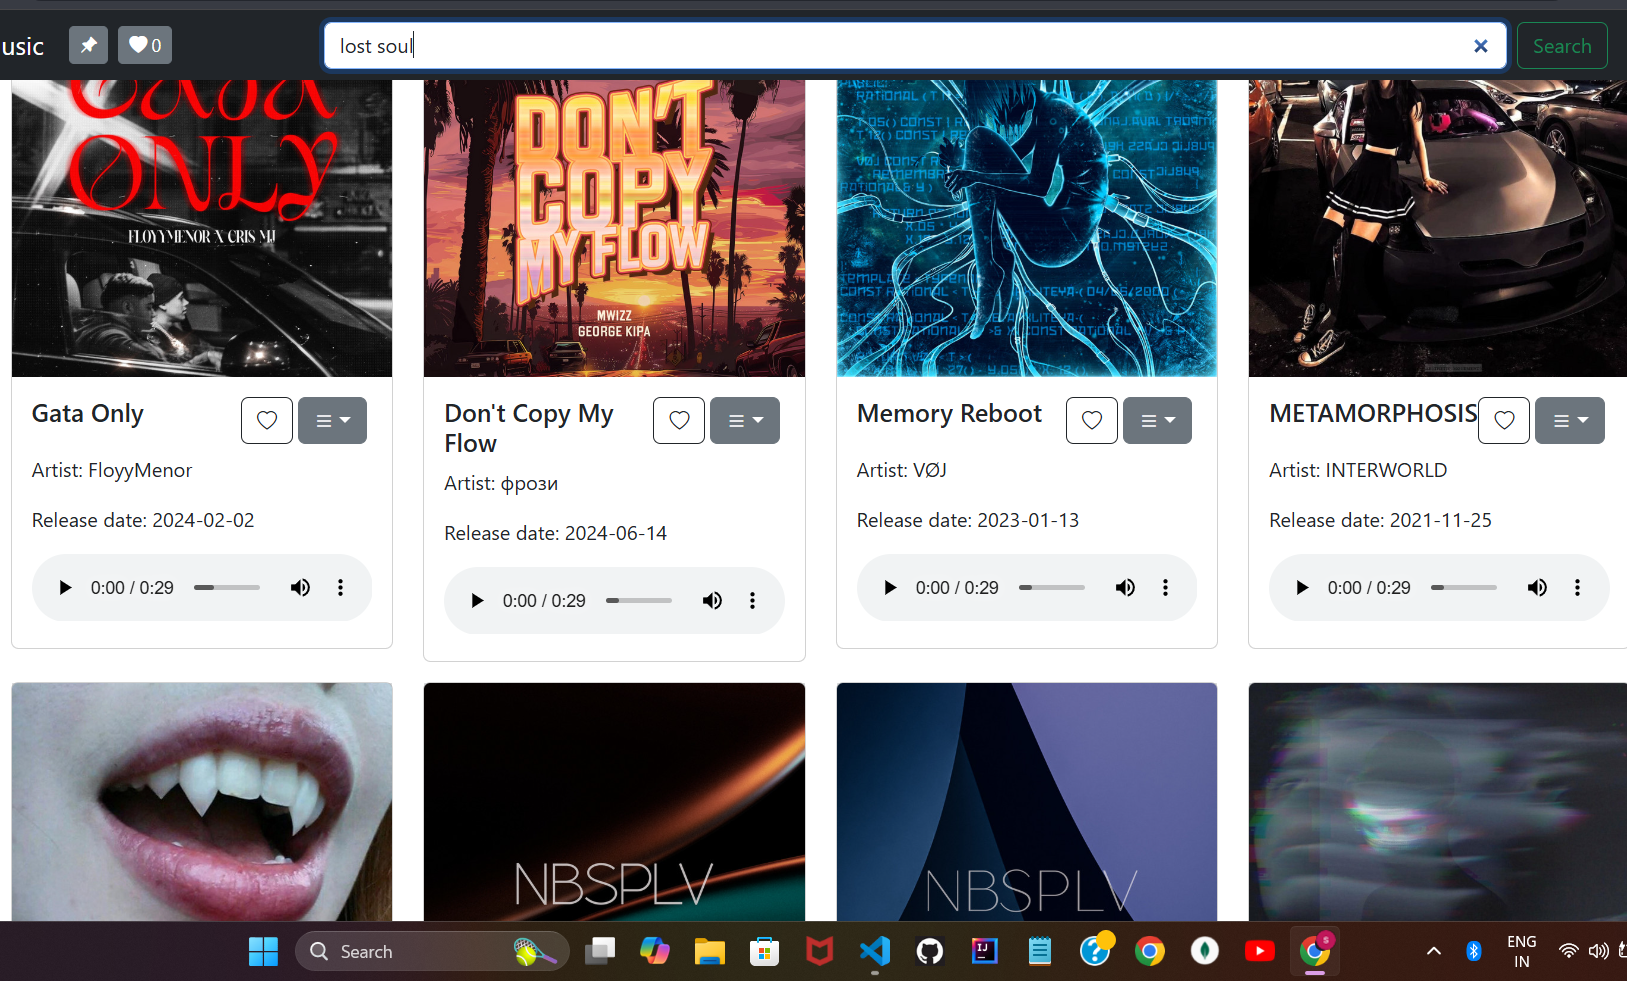 usic
0
lost soul
Search
GATA
ONLY
FLOYYMENOR X CRIS MJ
DON'T
COPY
MY FLOW
MWIZZ
GEORGE KIPA
Gata Only
Artist: FloyyMenor
Release date: 2024-02-02
0:00 / 0:29
Don't Copy My
Flow
Artist: фрози
Release date: 2024-06-14
0:00 / 0:29
Memory Reboot
Artist: VØJ
Release date: 2023-01-13
0:00 / 0:29
METAMORPHOSIS
Artist: INTERWORLD
Release date: 2021-11-25
0:00 / 0:29
NBSPLV
NBSPLV
Search
IJ
S
ENG
IN